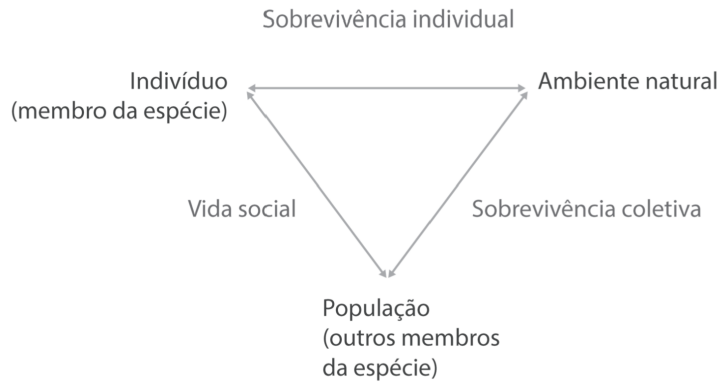 Sobrevivência individual
Indivíduo
(membro da espécie)
Ambiente natural
Vida social
Sobrevivência coletiva
População
(outros membros
da espécie)